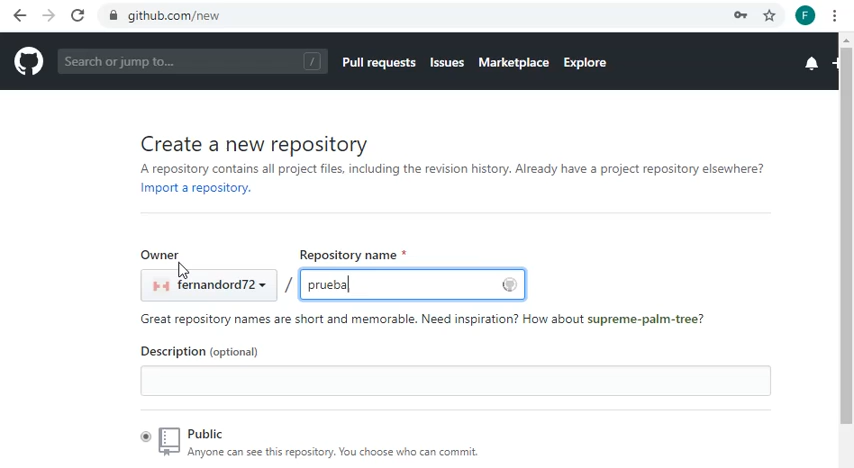 github.com/new
F
Search or jump to... /
Pull requests Issues Marketplace Explore
Create a new repository
A repository contains all project files, including the revision history. Already have a project repository elsewhere?
Import a repository.
Owner Repository name *
fernandord72 / prueba
Great repository names are short and memorable. Need inspiration? How about supreme-palm-tree?
Description (optional)
Public
Anyone can see this repository. You choose who can commit.